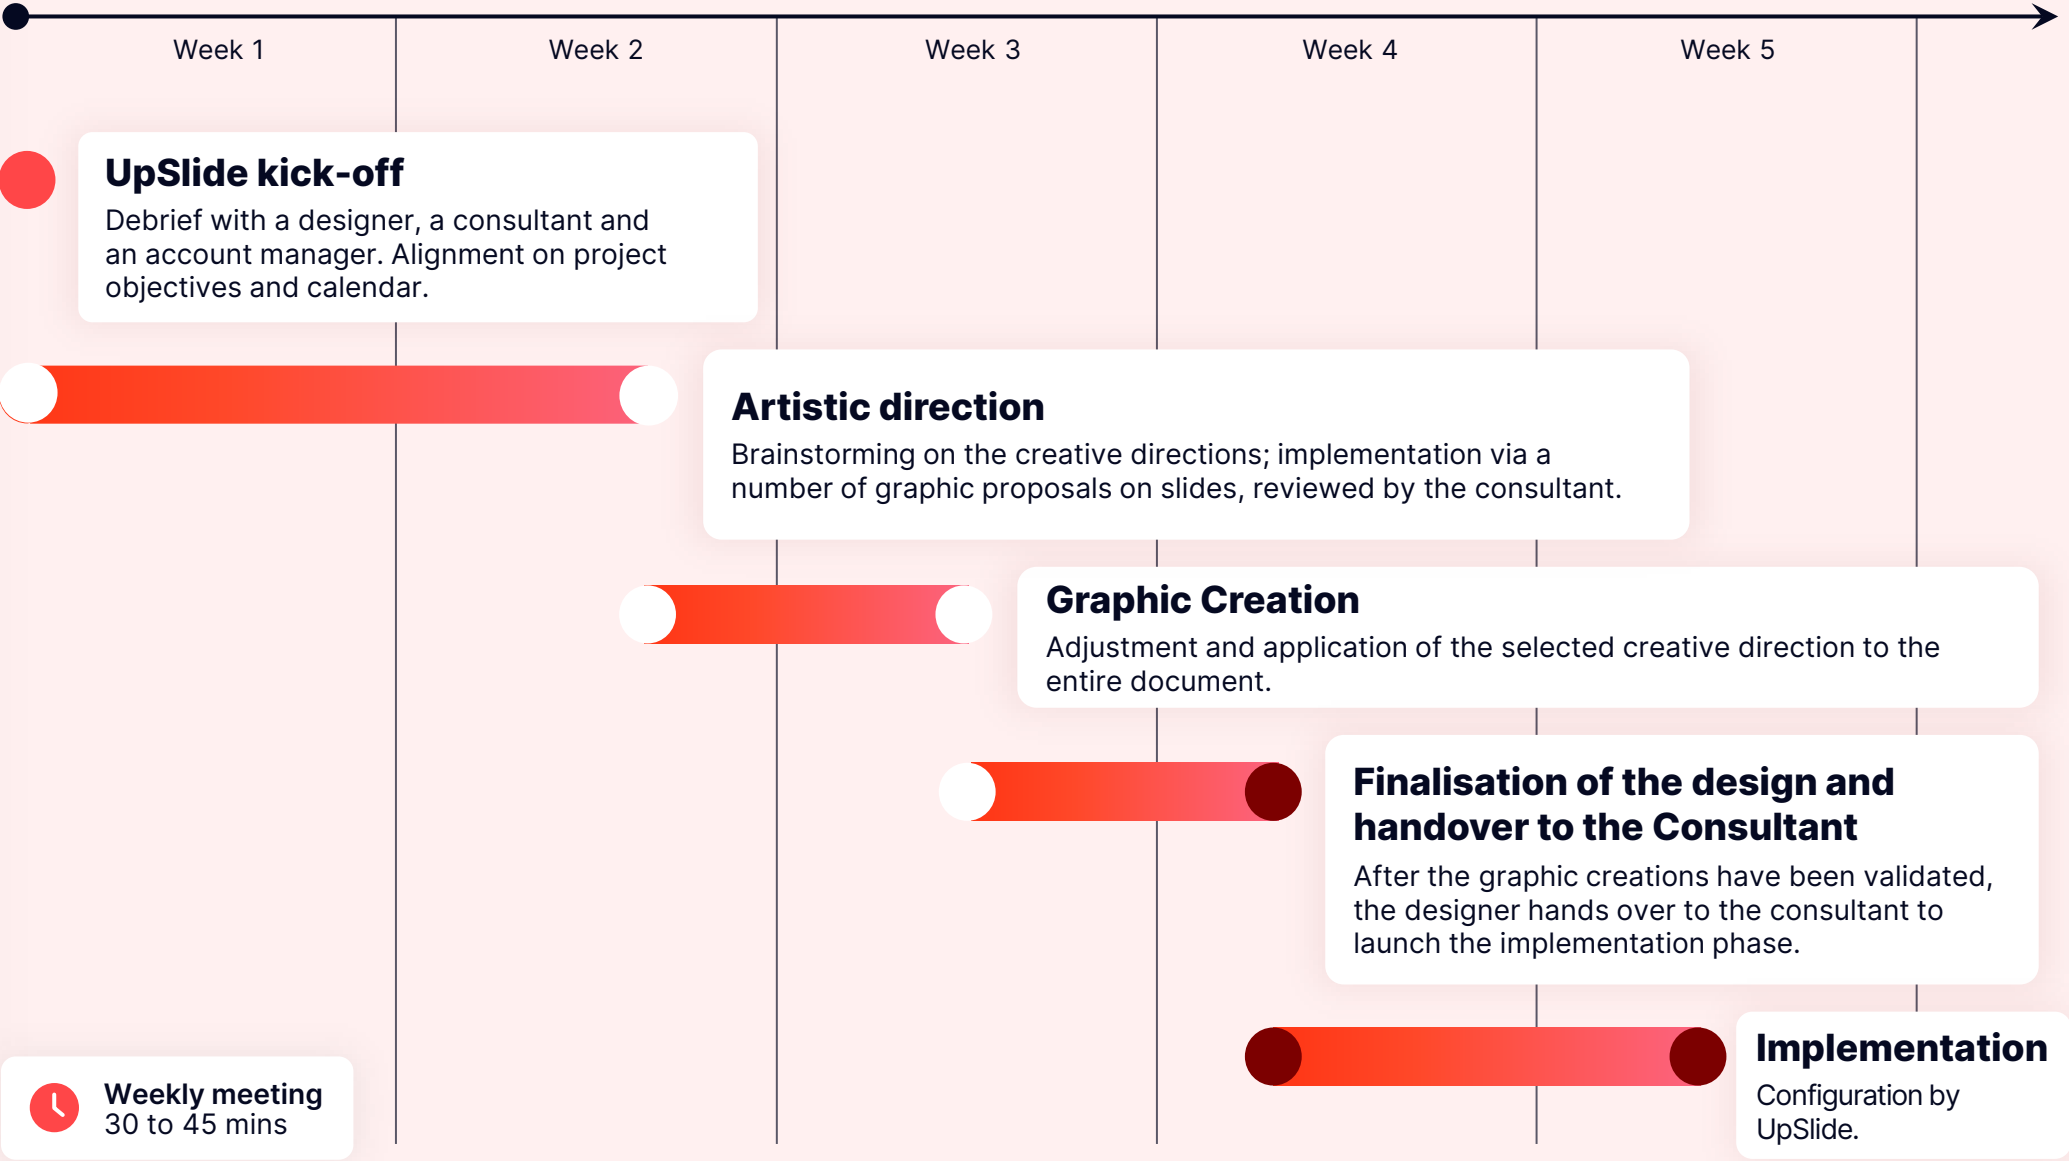 Week 1
Week 2
Week 3
Week 4
Week 5
UpSlide kick-off
Debrief with a designer, a consultant and
an account manager. Alignment on project
objectives and calendar.
Artistic direction
Brainstorming on the creative directions; implementation via a
number of graphic proposals on slides, reviewed by the consultant.
Graphic Creation
Adjustment and application of the selected creative direction to the
entire document.
Finalisation of the design and
handover to the Consultant
After the graphic creations have been validated,
the designer hands over to the consultant to
launch the implementation phase.
Implementation
Configuration by
UpSlide.
Weekly meeting
30 to 45 mins